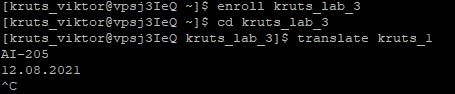 [kruts_viktor@vpsj3IeQ ~]$ enroll kruts_lab_3
[kruts_viktor@vpsj3IeQ ~]$ cd kruts_lab_3
[kruts_viktor@vpsj3IeQ kruts_lab_3]$ translate kruts_1
AI-205
12.08.2021
^C